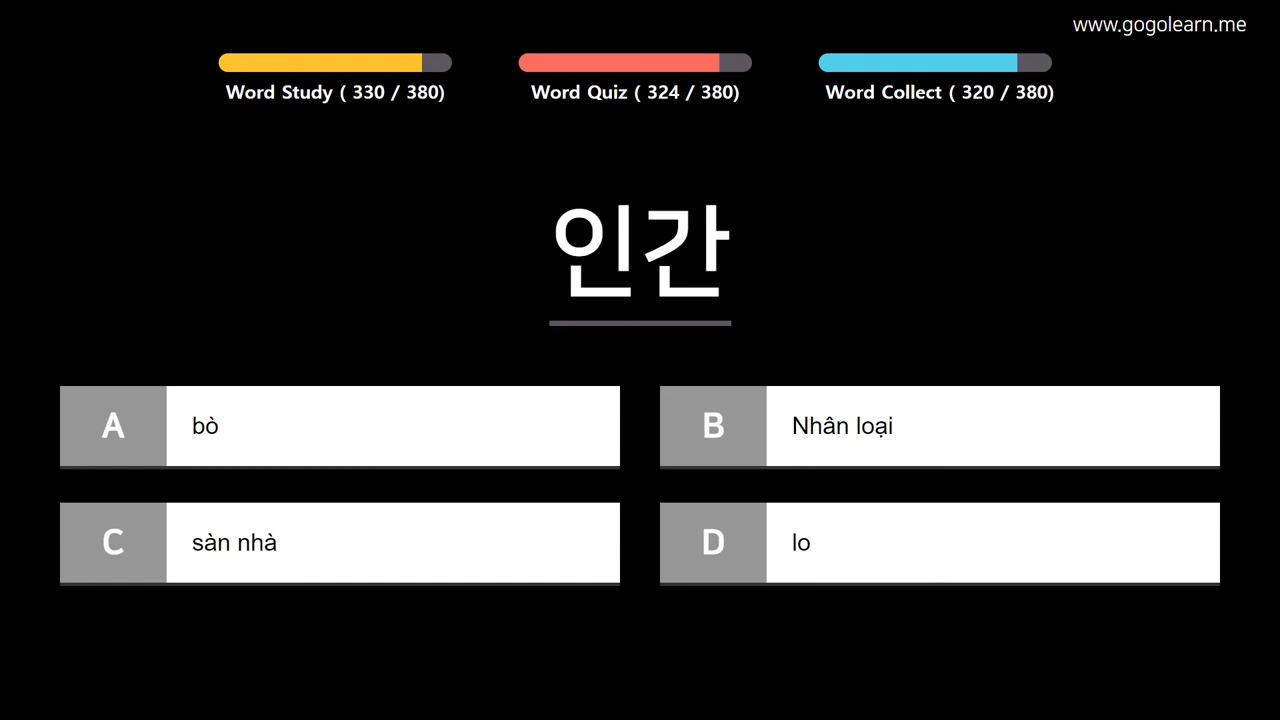 www.gogolearn.me
Word Study ( 330 / 380)
Word Quiz ( 324 / 380)
Word Collect ( 320 / 380)
인간
A bò
B Nhân loại
C sàn nhà
D lo